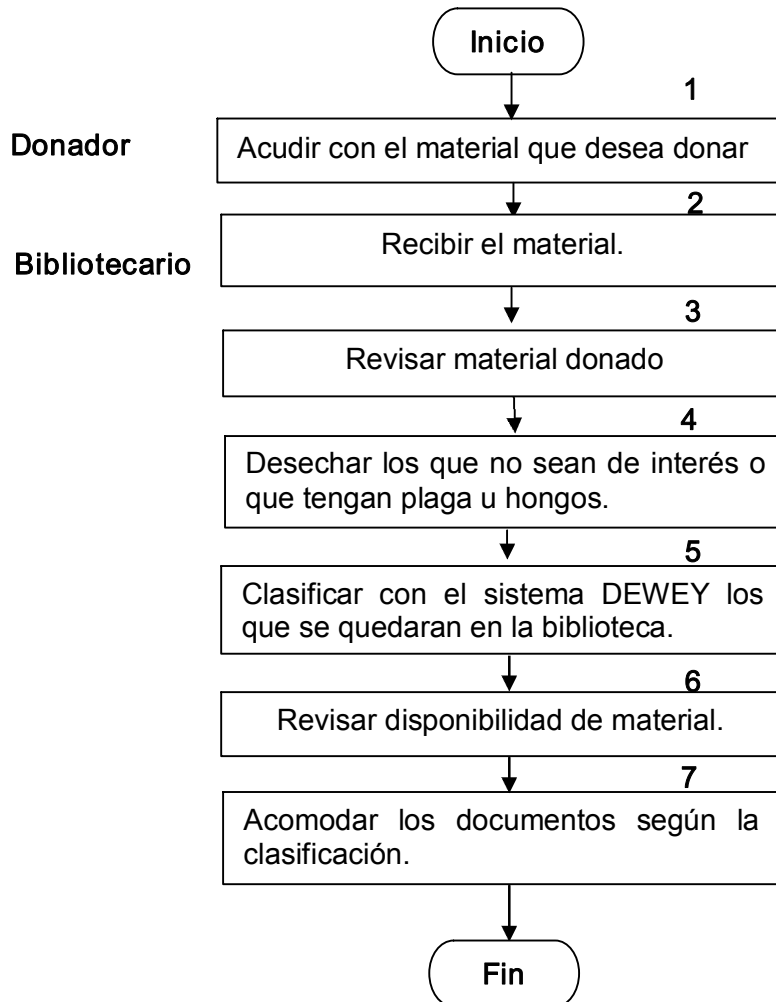 Inicio
1
Donador
Acudir con el material que desea donar
2
Recibir el material.
Bibliotecario
3
Revisar material donado
4
Desechar los que no sean de interés o
que tengan plaga u hongos.
5
Clasificar con el sistema DEWEY los
que se quedaran en la biblioteca.
6
Revisar disponibilidad de material.
7
Acomodar los documentos según la
clasificación.
Fin